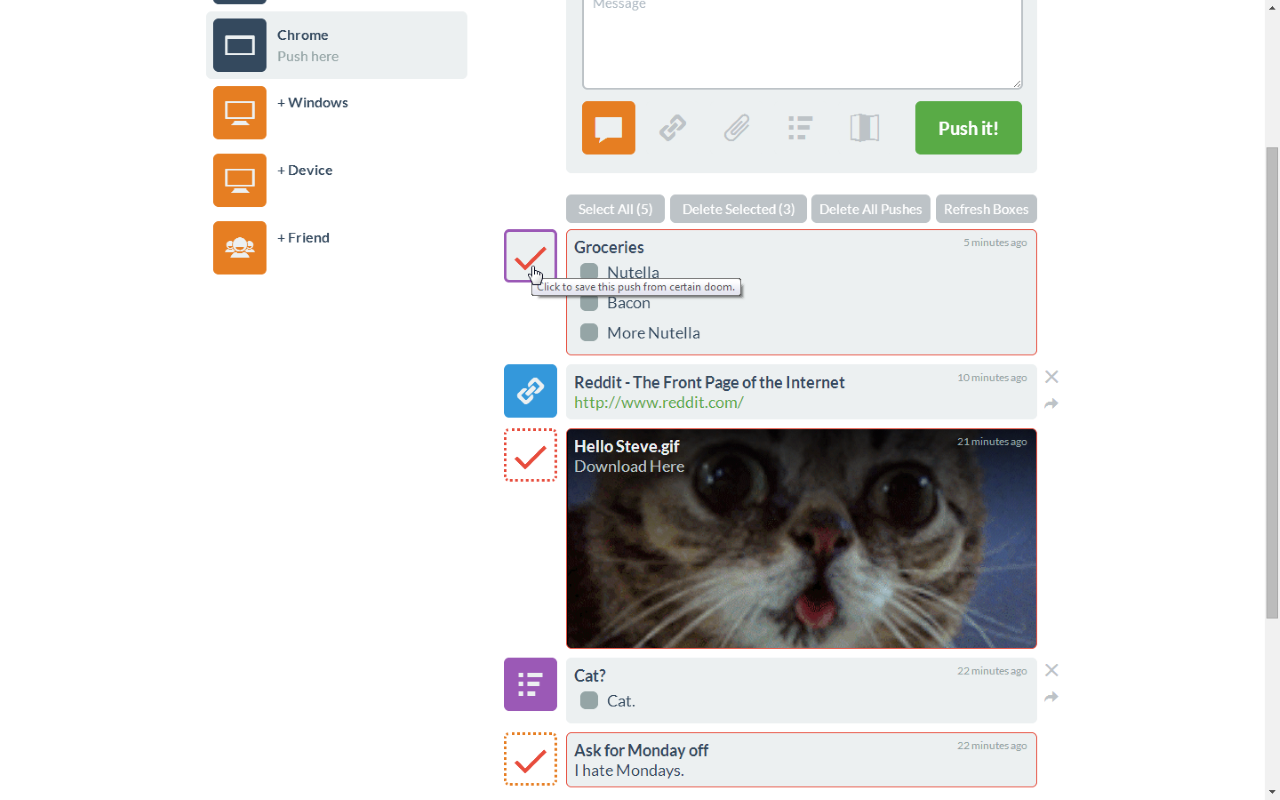 Chrome
Push here
+ Windows
+ Device
+ Friend
Message
Push it!
Select All (5)
Delete Selected (3)
Delete All Pushes
Refresh Boxes
Groceries
5 minutes ago
Nutella
Click to save this push from certain doom.
Bacon
More Nutella
Reddit - The Front Page of the Internet
10 minutes ago
http://www.reddit.com/
Hello Steve.gif
21 minutes ago
Download Here
Cat?
22 minutes ago
Cat.
Ask for Monday off
22 minutes ago
I hate Mondays.